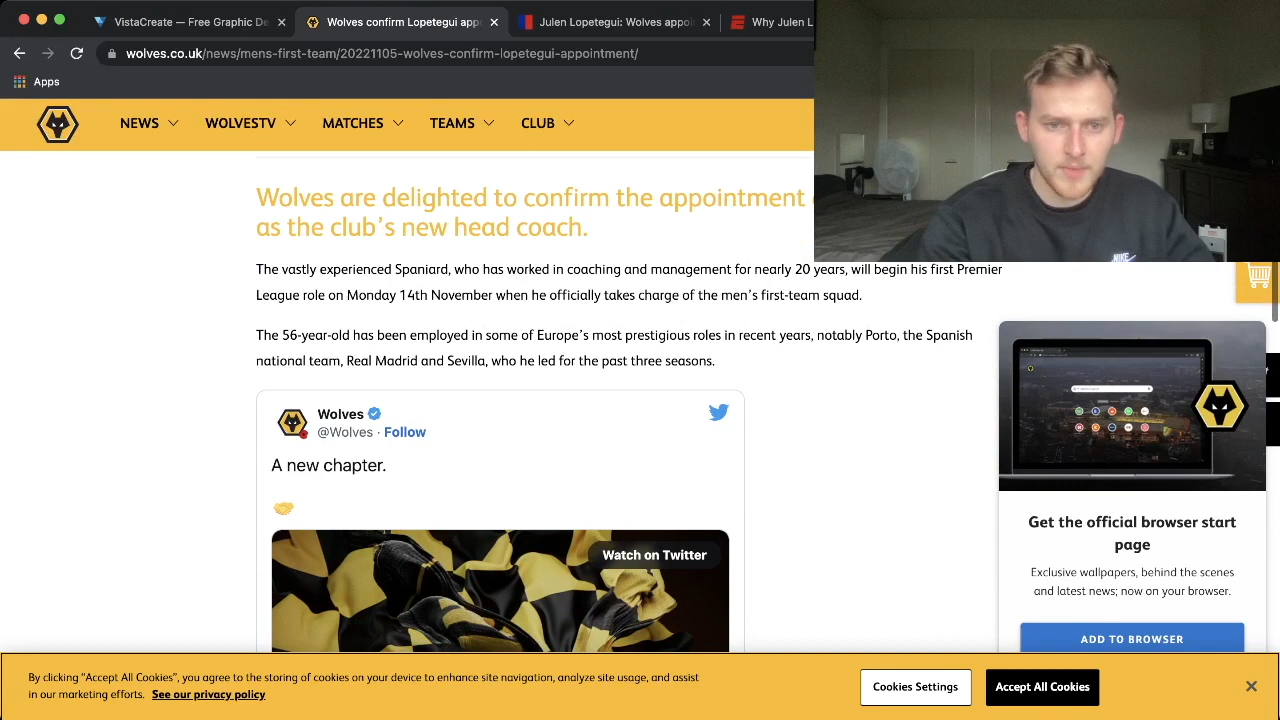 VistaCreate — Free Graphic De
Wolves confirm Lopetegui app
Julen Lopetegui: Wolves appoi
Why Julen L
wolves.co.uk/news/mens-first-team/20221105-wolves-confirm-lopetegui-appointment/
Apps
NEWS WOLVESTV MATCHES TEAMS CLUB
Wolves are delighted to confirm the appointment
as the club’s new head coach.
The vastly experienced Spaniard, who has worked in coaching and management for nearly 20 years, will begin his first Premier
League role on Monday 14th November when he officially takes charge of the men’s first-team squad.
The 56-year-old has been employed in some of Europe’s most prestigious roles in recent years, notably Porto, the Spanish
national team, Real Madrid and Sevilla, who he led for the past three seasons.
Wolves
@Wolves · Follow
A new chapter.
Watch on Twitter
NIKE
Get the official browser start
page
Exclusive wallpapers, behind the scenes
and latest news; now on your browser.
ADD TO BROWSER
By clicking “Accept All Cookies”, you agree to the storing of cookies on your device to enhance site navigation, analyze site usage, and assist
in our marketing efforts. See our privacy policy
Cookies Settings
Accept All Cookies